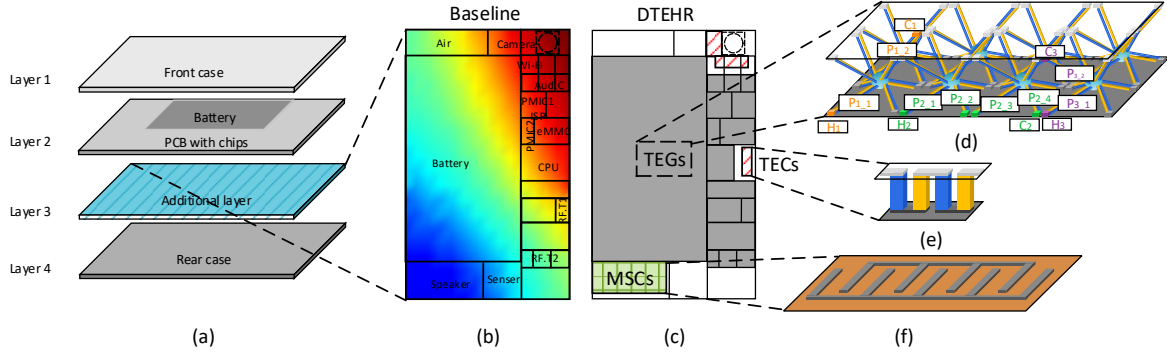 Layer 1
Front case
Layer 2
Battery
PCB with chips
Layer 3
Additional layer
Layer 4
Rear case
(a)
Baseline
Air
Camera
Wi-Fi
Audio
PMIC1
ISP
PMIC2
eMMC
Battery
CPU
RF.T1
RF.T2
Speaker
Senser
(b)
DTEHR
TEGs
TECs
MSCs
(c)
C1
P1_2
C3
P3_2
P1_1
P2_1
P2_2
P2_3
P2_4
P3_1
H1
H2
C2
H3
(d)
(e)
(f)